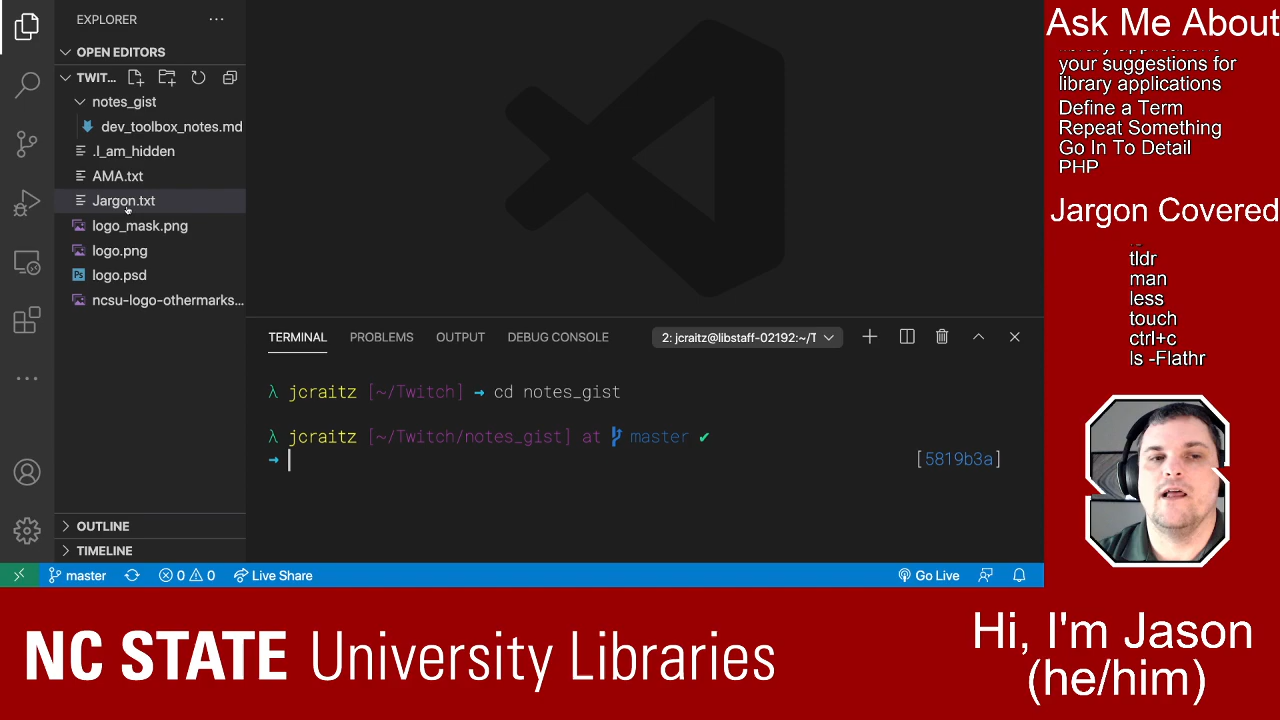 EXPLORER
OPEN EDITORS
TWIT...
notes_gist
dev_toolbox_notes.md
.I_am_hidden
AMA.txt
Jargon.txt
logo_mask.png
logo.png
logo.psd
ncsu-logo-othermarks...
OUTLINE
TIMELINE
TERMINAL PROBLEMS OUTPUT DEBUG CONSOLE 2: jcraitz@libstaff-02192:~/T
λ jcraitz [~/Twitch] → cd notes_gist
λ jcraitz [~/Twitch/notes_gist] at master ✔
→ [5819b3a]
master 0 0 Live Share Go Live
Ask Me About
library applications
your suggestions for
library applications
Define a Term
Repeat Something
Go In To Detail
PHP
Jargon Covered
tldr
man
less
touch
ctrl+c
ls -Flathr
NC STATE University Libraries
Hi, I'm Jason
(he/him)